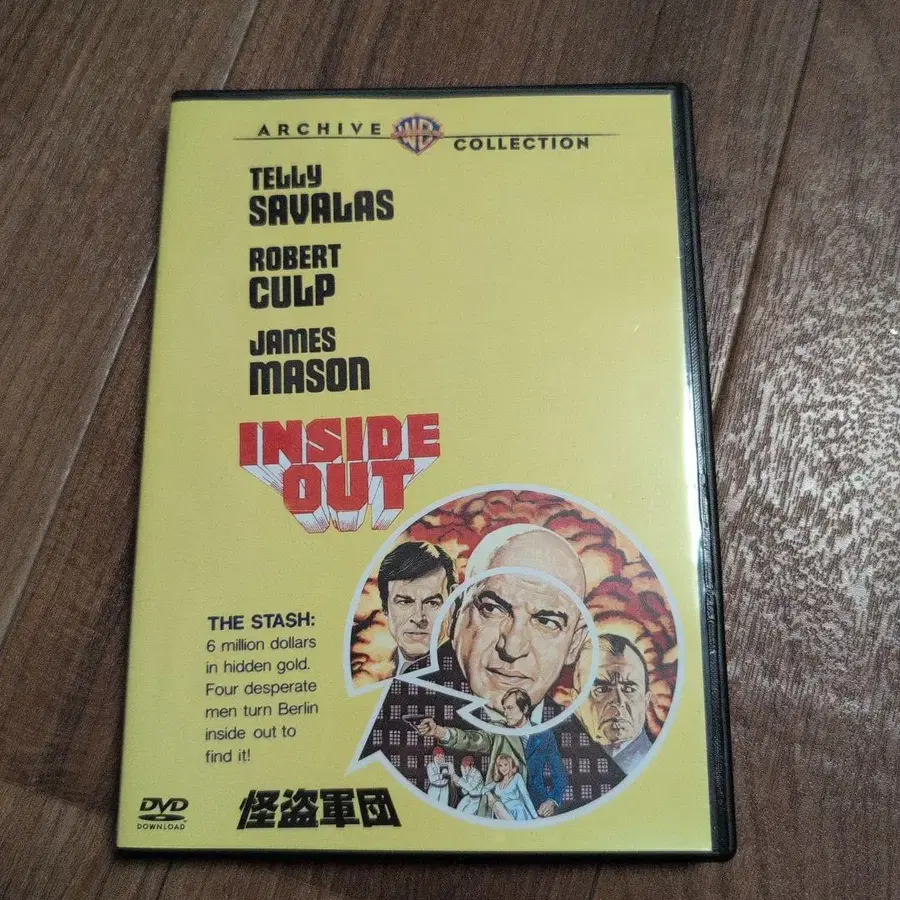 ARCHIVE WB COLLECTION
TELLY
SAVALAS
ROBERT
CULP
JAMES
MASON
INSIDE
OUT
THE STASH:
6 million dollars
in hidden gold.
Four desperate
men turn Berlin
inside out to
find it!
DVD
DOWNLOAD
怪盗軍団